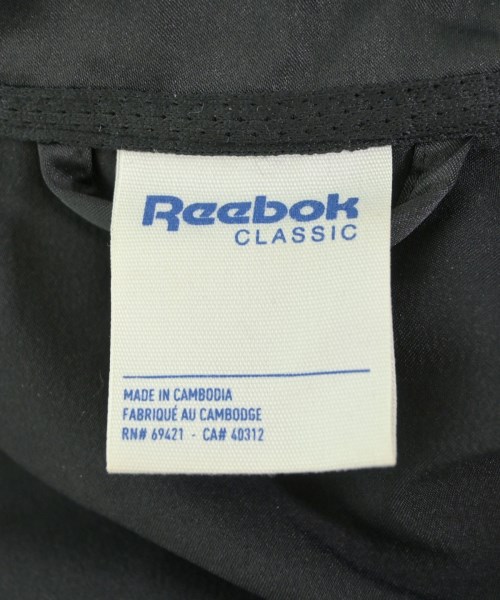 Reebok
CLASSIC
MADE IN CAMBODIA
FABRIQUÉ AU CAMBODGE
RN# 69421 - CA# 40312